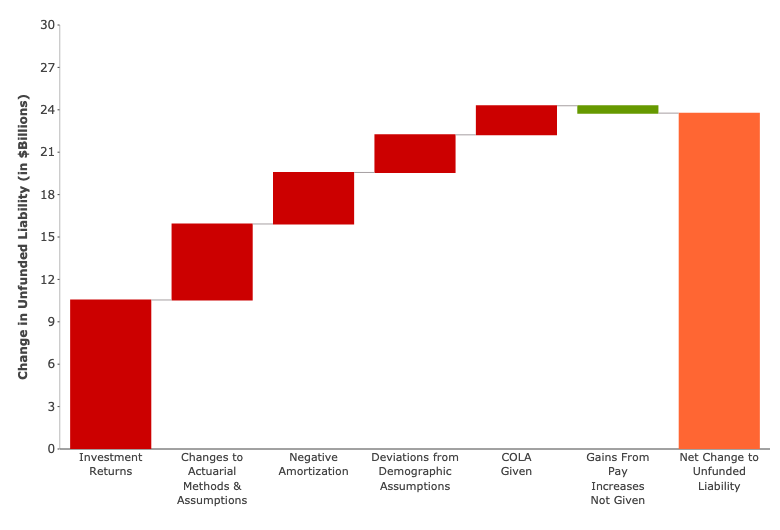 Change in Unfunded Liability (in $Billions)
30
27
24
21
18
15
12
9
6
3
0
Investment
Returns
Changes to
Actuarial
Methods &
Assumptions
Negative
Amortization
Deviations from
Demographic
Assumptions
COLA
Given
Gains From
Pay
Increases
Not Given
Net Change to
Unfunded
Liability